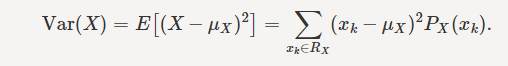 Var(X) = E[(X − μ_X)²] = ∑_{x_k∈R_X} (x_k − μ_X)² P_X(x_k).